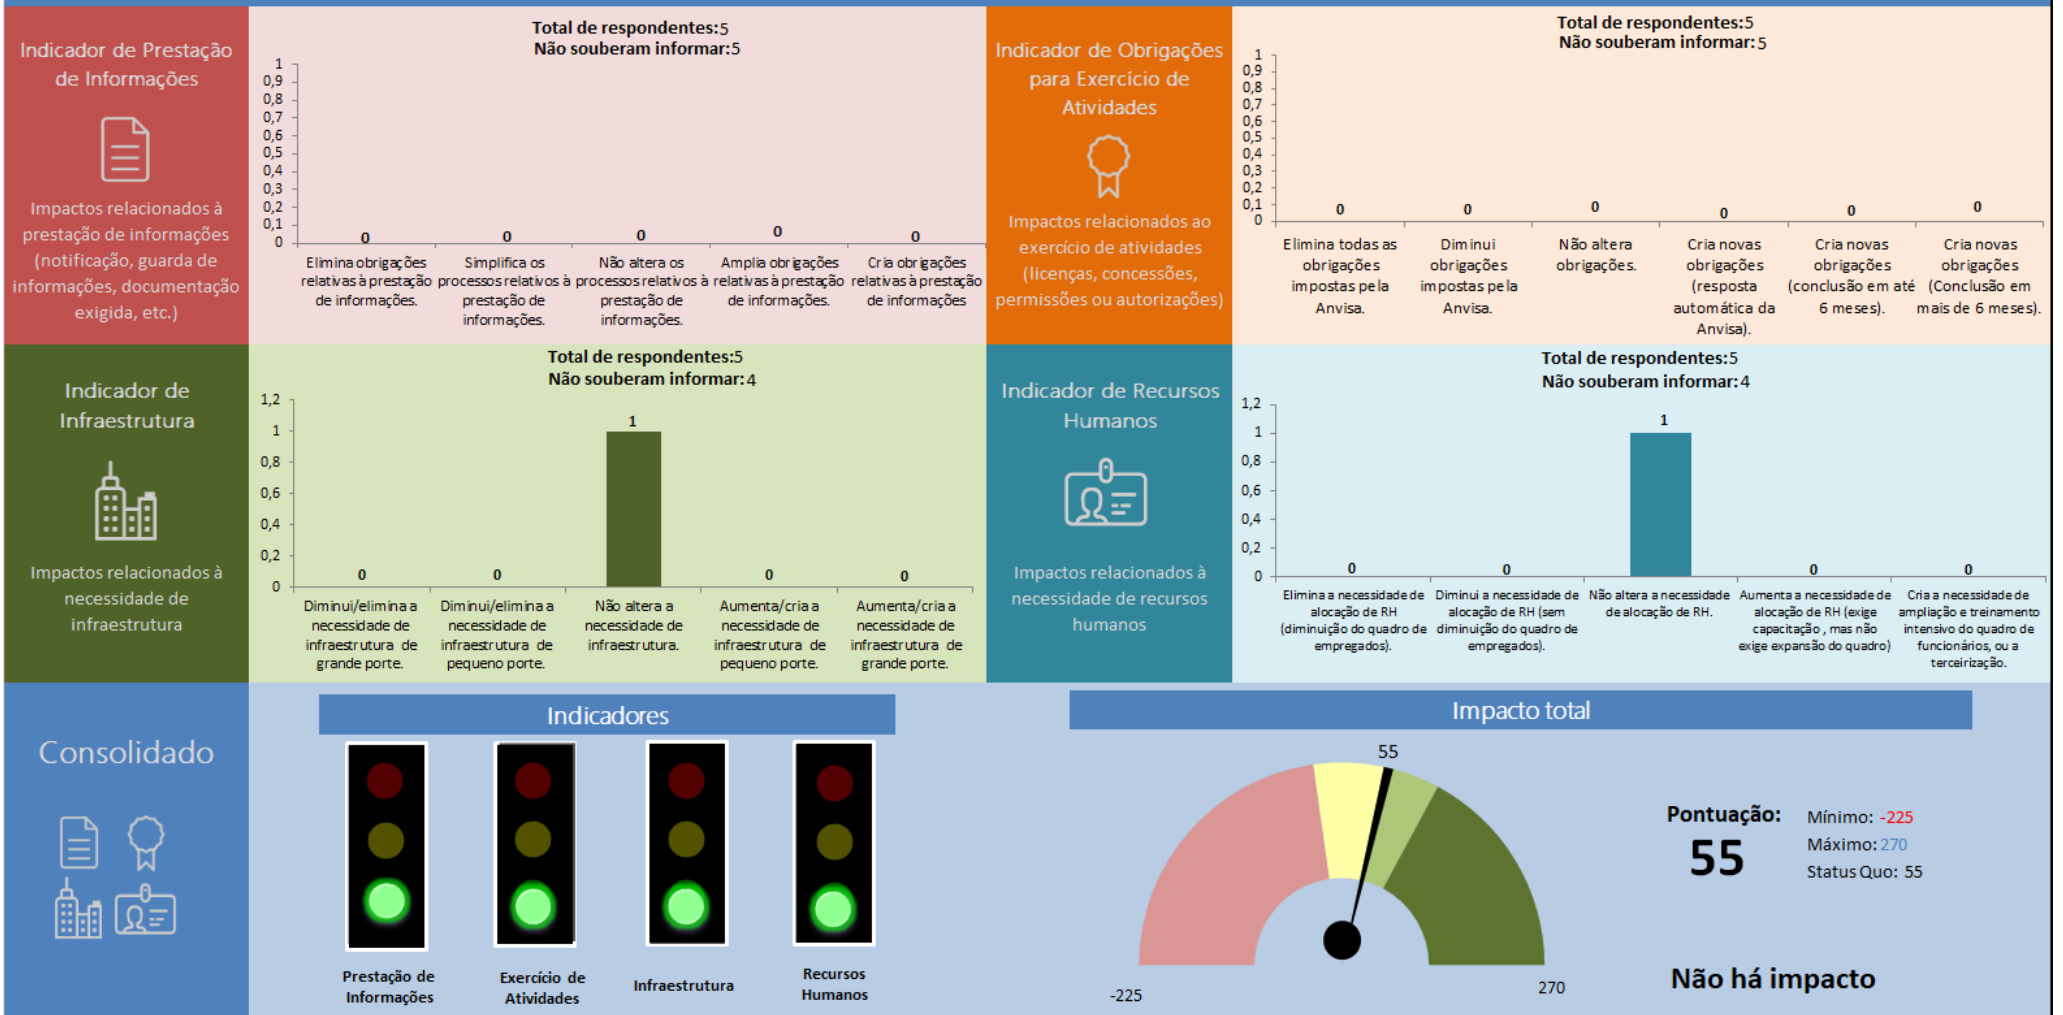 Indicador de Prestação
de Informações
Impactos relacionados à
prestação de informações
(notificação, guarda de
informações, documentação
exigida, etc.)
Total de respondentes:5
Não souberam informar:5
1
0,9
0,8
0,7
0,6
0,5
0,4
0,3
0,2
0,1
0
0
0
0
0
0
Elimina obrigações
relativas à prestação
de informações.
Simplifica os
processos relativos à
prestação de
informações.
Não altera os
processos relativos à
prestação de
informações.
Amplia obrigações
relativas à prestação
de informações.
Cria obrigações
relativas à prestação
de informações
Indicador de Obrigações
para Exercício de
Atividades
Impactos relacionados ao
exercício de atividades
(licenças, concessões,
permissões ou autorizações)
Total de respondentes:5
Não souberam informar:5
1
0,9
0,8
0,7
0,6
0,5
0,4
0,3
0,2
0,1
0
0
0
0
0
0
0
Elimina todas as
obrigações
impostas pela
Anvisa.
Diminui
obrigações
impostas pela
Anvisa.
Não altera
obrigações.
Cria novas
obrigações
(resposta
automática da
Anvisa).
Cria novas
obrigações
(conclusão em até
6 meses).
Cria novas
obrigações
(Conclusão em
mais de 6 meses).
Indicador de
Infraestrutura
Impactos relacionados à
necessidade de
infraestrutura
Total de respondentes:5
Não souberam informar:4
1,2
1
0,8
0,6
0,4
0,2
0
0
0
1
0
0
Diminui/elimina a
necessidade de
infraestrutura de
grande porte.
Diminui/elimina a
necessidade de
infraestrutura de
pequeno porte.
Não altera a
necessidade de
infraestrutura.
Aumenta/cria a
necessidade de
infraestrutura de
pequeno porte.
Aumenta/cria a
necessidade de
infraestrutura de
grande porte.
Indicador de Recursos
Humanos
Impactos relacionados à
necessidade de recursos
humanos
Total de respondentes:5
Não souberam informar:4
1,2
1
0,8
0,6
0,4
0,2
0
0
0
1
0
0
Elimina a necessidade de
alocação de RH
(diminuição do quadro de
empregados).
Diminui a necessidade de
alocação de RH (sem
diminuição do quadro de
empregados).
Não altera a necessidade
de alocação de RH.
Aumenta a necessidade de
alocação de RH (exige
capacitação , mas não
exige expansão do quadro)
Cria a necessidade de
ampliação e treinamento
intensivo do quadro de
funcionários, ou a
terceirização.
Consolidado
Indicadores
Prestação de
Informações
Exercício de
Atividades
Infraestrutura
Recursos
Humanos
Impacto total
55
-225
270
Pontuação:
55
Mínimo: -225
Máximo: 270
Status Quo: 55
Não há impacto